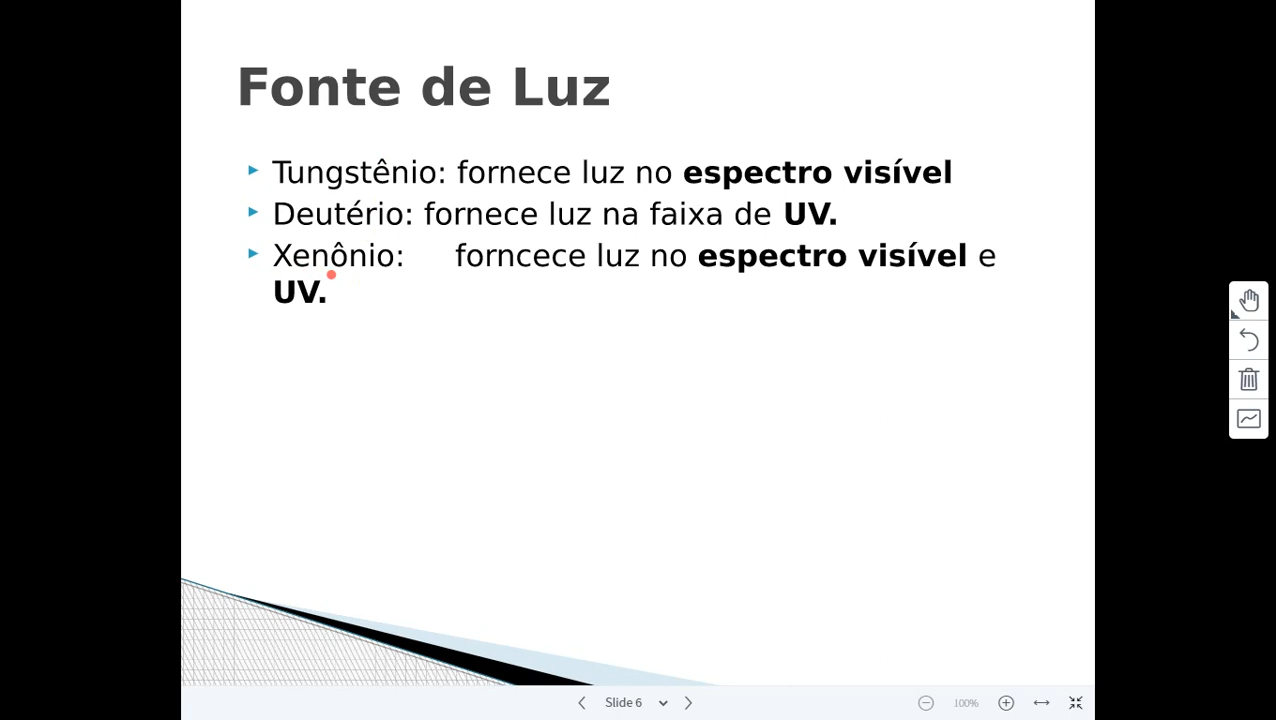 Fonte de Luz
Tungstênio: fornece luz no espectro visível
Deutério: fornece luz na faixa de UV.
Xenônio: forncece luz no espectro visível e
UV.
Slide 6
100%